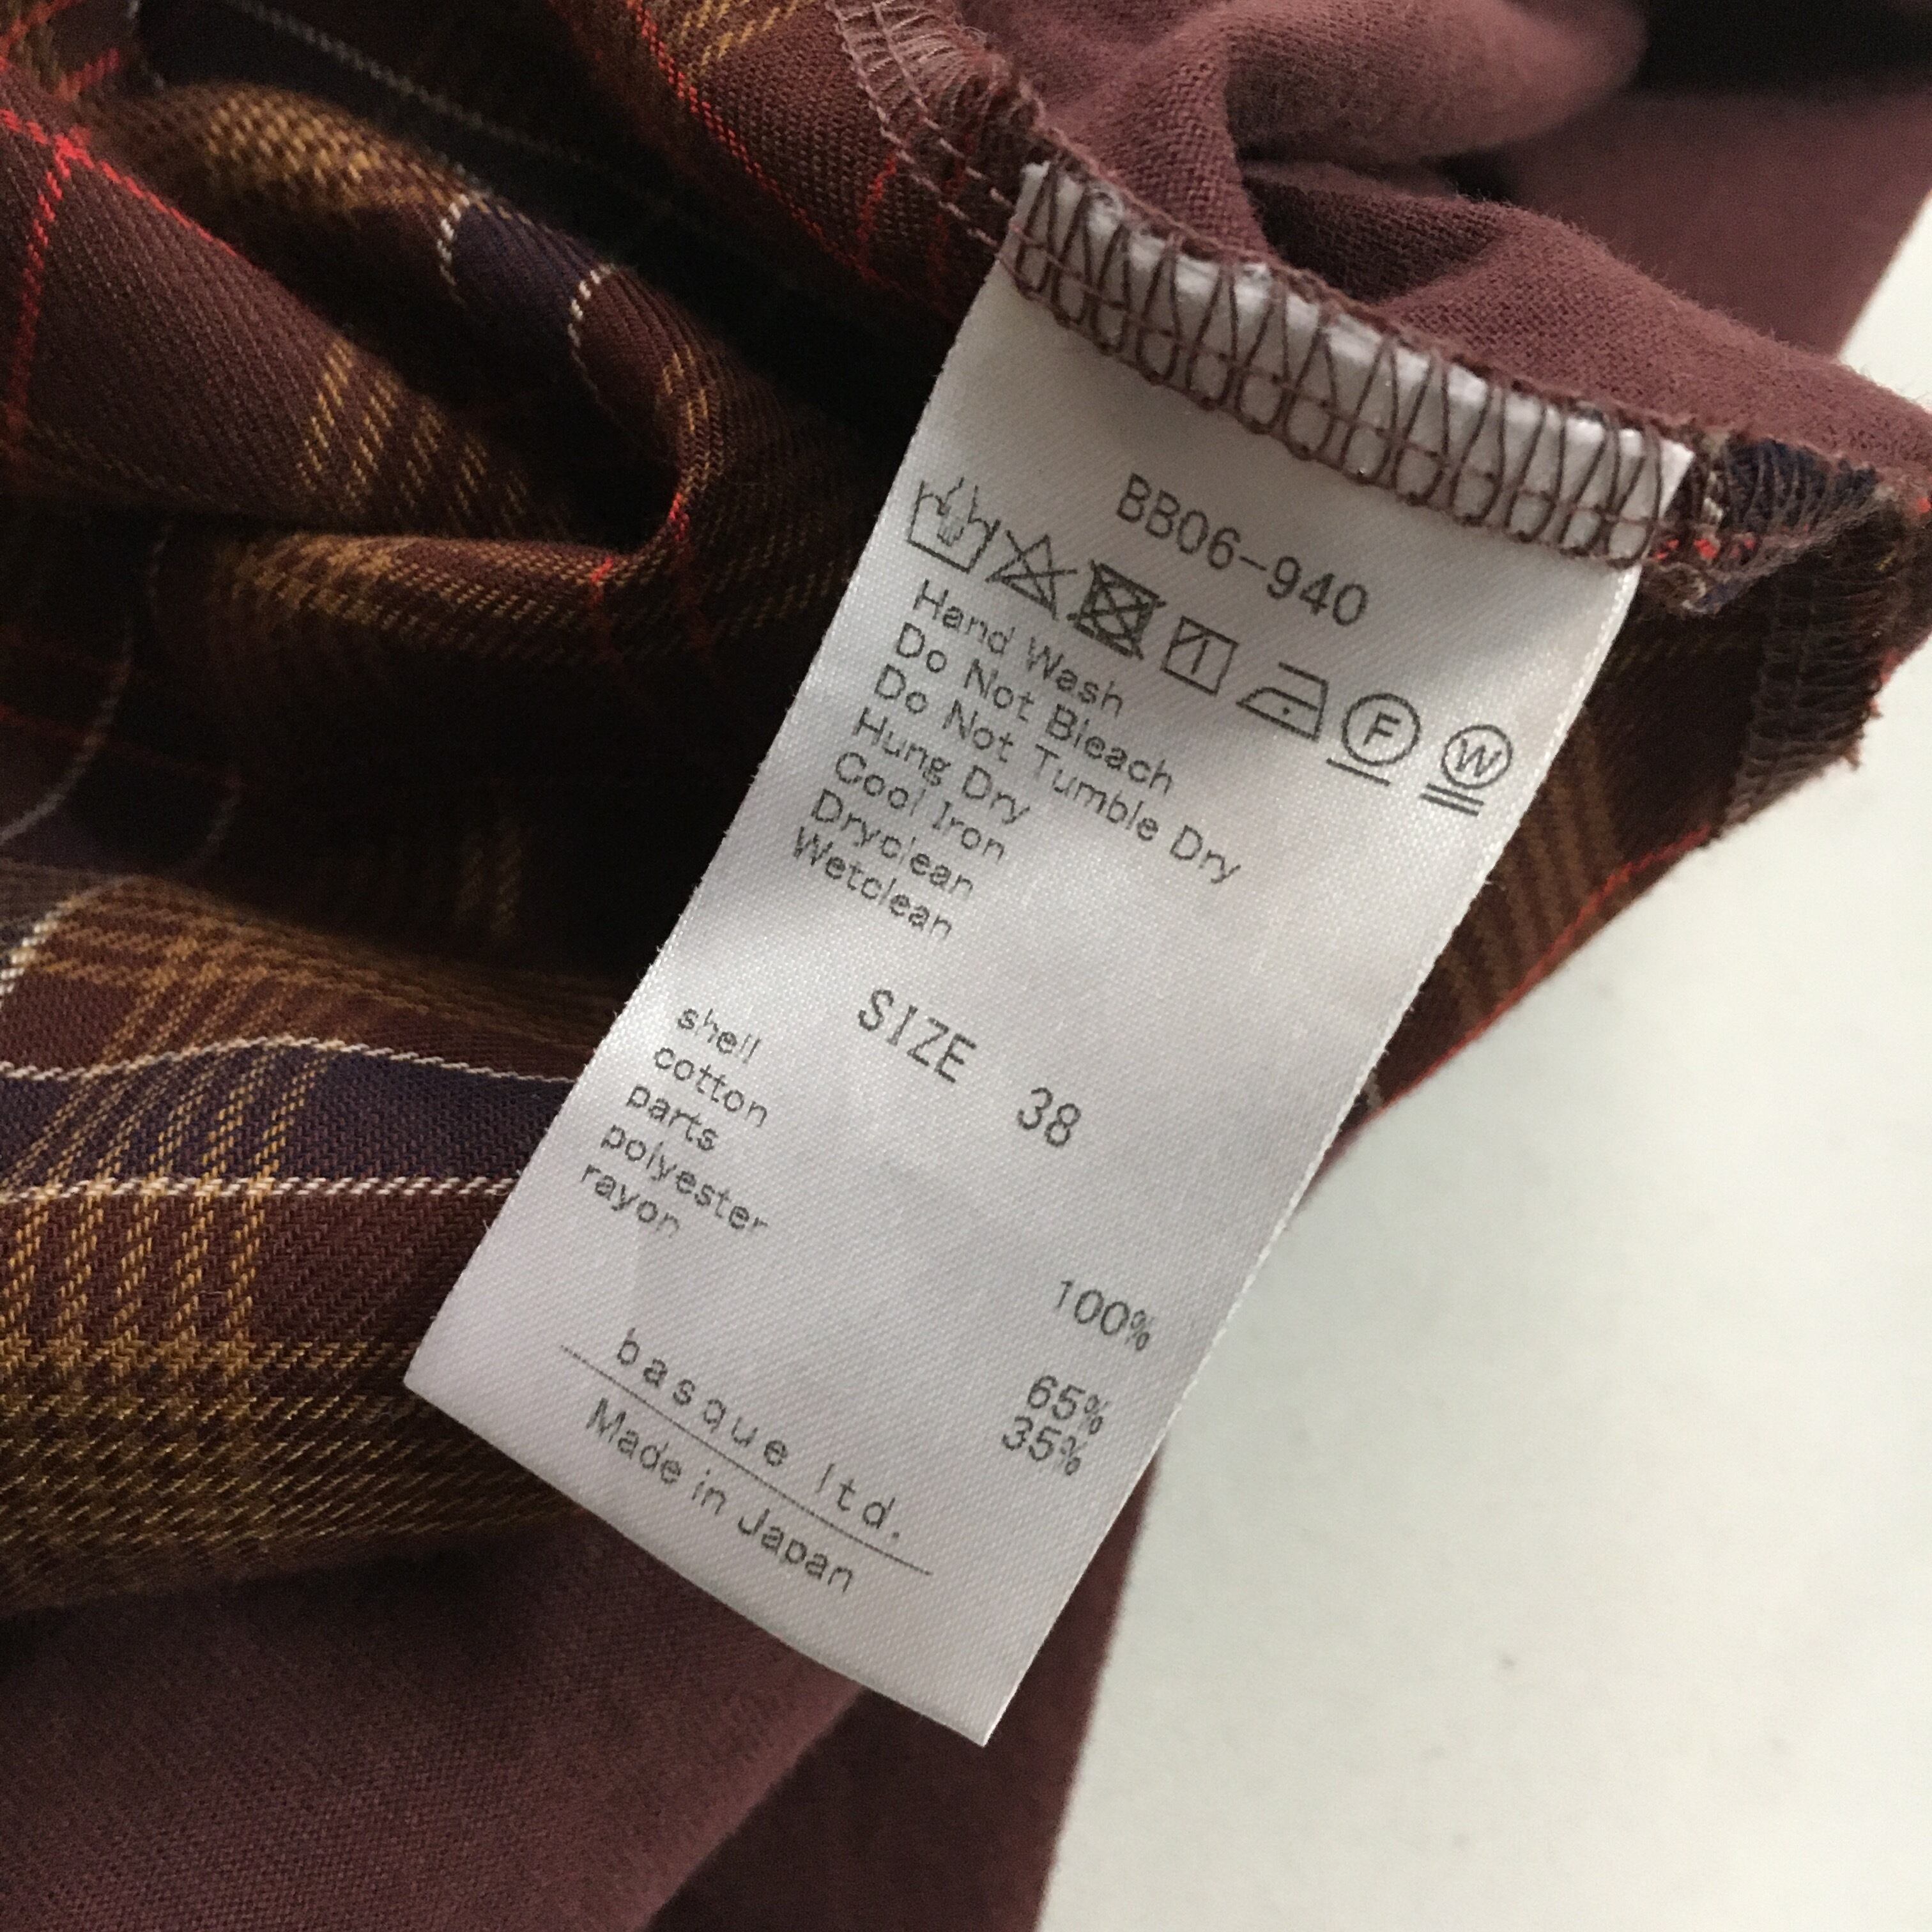 BB06-940
F W
Hand Wash
Do Not Bleach
Do Not Tumble Dry
Hung Dry
Cool Iron
Dryclean
Wetclean
SIZE 38
shell
cotton 100%
parts
polyester 65%
rayon 35%
basque ltd.
Made in Japan